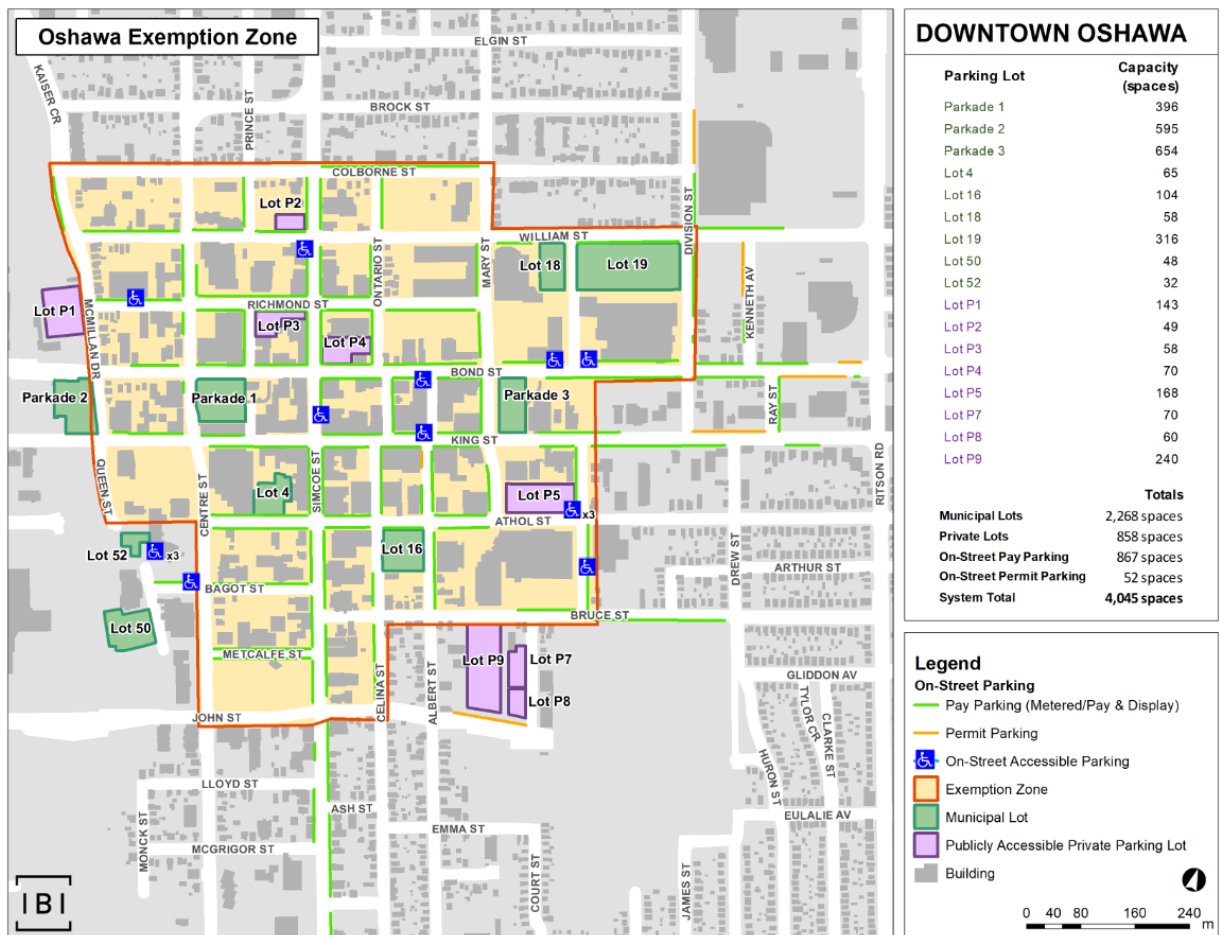 Oshawa Exemption Zone
ELGIN ST
KAISER CR
PRINCE ST
BROCK ST
COLBORNE ST
Lot P2
DIVISION ST
WILLIAM ST
ONTARIO ST
MARY ST
Lot 18
Lot 19
KENNETH AV
Lot P1
MCMILLAN DR
RICHMOND ST
Lot P3
Lot P4
BOND ST
Parkade 2
Parkade 1
Parkade 3
RAY ST
KING ST
RITSON RD
QUEEN ST
CENTRE ST
SIMCOE ST
Lot 4
Lot P5
x3
ATHOL ST
Lot 52
x3
Lot 16
DREW ST
ARTHUR ST
BAGOT ST
BRUCE ST
Lot 50
METCALFE ST
Lot P9
Lot P7
Lot P8
CELINA ST
ALBERT ST
GLIDDON AV
TYLOR CR
CLARKE ST
JOHN ST
HURON ST
LLOYD ST
ASH ST
EULALIE AV
MONCK ST
EMMA ST
MCGRIGOR ST
COURT ST
JAMES ST
IBI
DOWNTOWN OSHAWA
Parking Lot Capacity (spaces)
Parkade 1 396
Parkade 2 595
Parkade 3 654
Lot 4 65
Lot 16 104
Lot 18 58
Lot 19 316
Lot 50 48
Lot 52 32
Lot P1 143
Lot P2 49
Lot P3 58
Lot P4 70
Lot P5 168
Lot P7 70
Lot P8 60
Lot P9 240
Totals
Municipal Lots 2,268 spaces
Private Lots 858 spaces
On-Street Pay Parking 867 spaces
On-Street Permit Parking 52 spaces
System Total 4,045 spaces
Legend
On-Street Parking
Pay Parking (Metered/Pay & Display)
Permit Parking
On-Street Accessible Parking
Exemption Zone
Municipal Lot
Publicly Accessible Private Parking Lot
Building
0 40 80 160 240
m